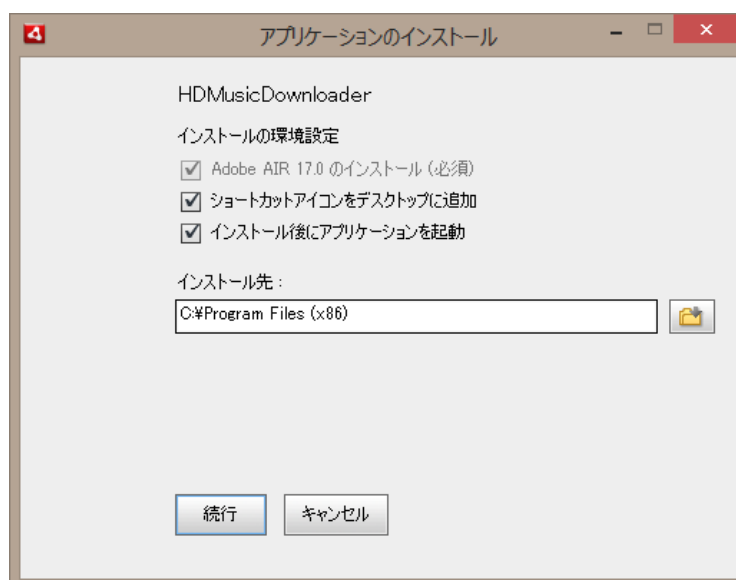 アプリケーションのインストール
HDMusicDownloader
インストールの環境設定
Adobe AIR 17.0 のインストール (必須)
ショートカットアイコンをデスクトップに追加
インストール後にアプリケーションを起動
インストール先 :
C:¥Program Files (x86)
続行
キャンセル